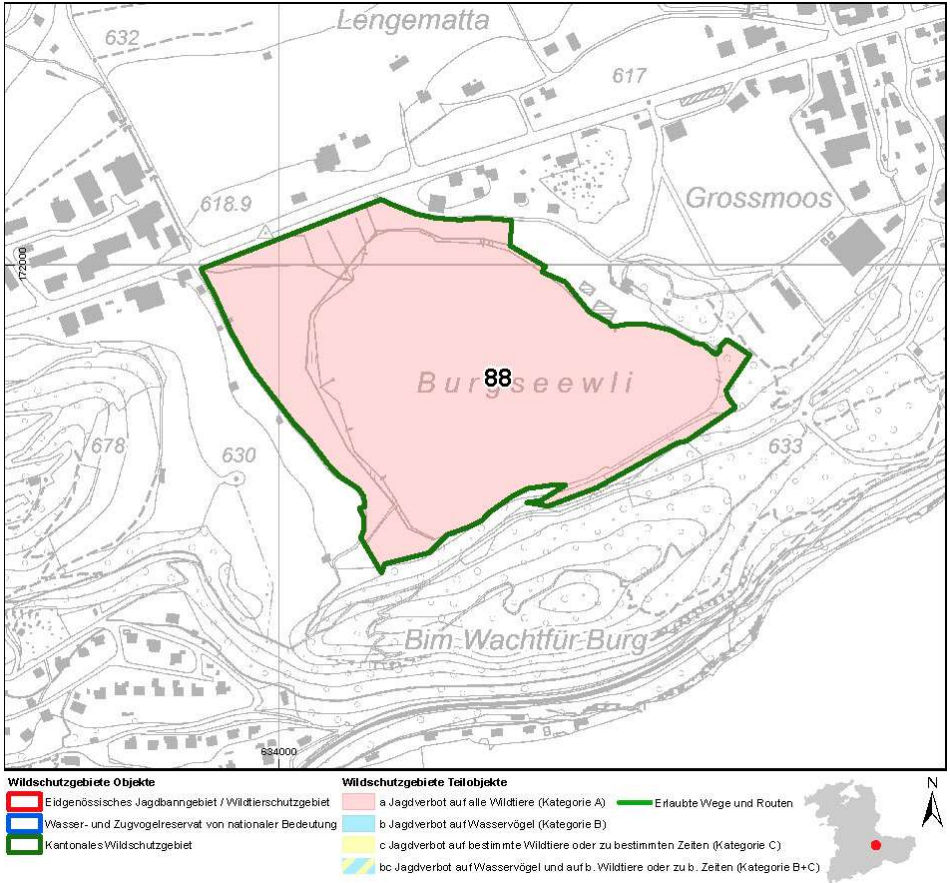 Lengematta
632
617
618.9
Grossmoos
172000
88
Burgseewli
678
630
633
Bim Wachtfür-Burg
634000
Wildschutzgebiete Objekte
Eidgenössisches Jagdbanngebiet / Wildtierschutzgebiet
Wasser- und Zugvogelreservat von nationaler Bedeutung
Kantonales Wildschutzgebiet
Wildschutzgebiete Teilobjekte
a Jagdverbot auf alle Wildtiere (Kategorie A)
b Jagdverbot auf Wasservögel (Kategorie B)
c Jagdverbot auf bestimmte Wildtiere oder zu bestimmten Zeiten (Kategorie C)
bc Jagdverbot auf Wasservögel und auf b. Wildtiere oder zu b. Zeiten (Kategorie B+C)
Erlaubte Wege und Routen
N